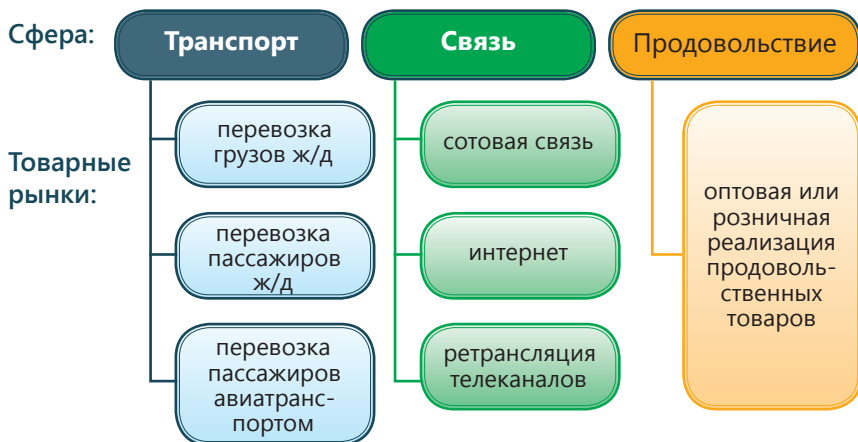 Сфера:
Транспорт
Связь
Продовольствие
Товарные
рынки:
перевозка
грузов ж/д
перевозка
пассажиров
ж/д
перевозка
пассажиров
авиатранс-
портом
сотовая связь
интернет
ретрансляция
телеканалов
оптовая или
розничная
реализация
продоволь-
ственных
товаров